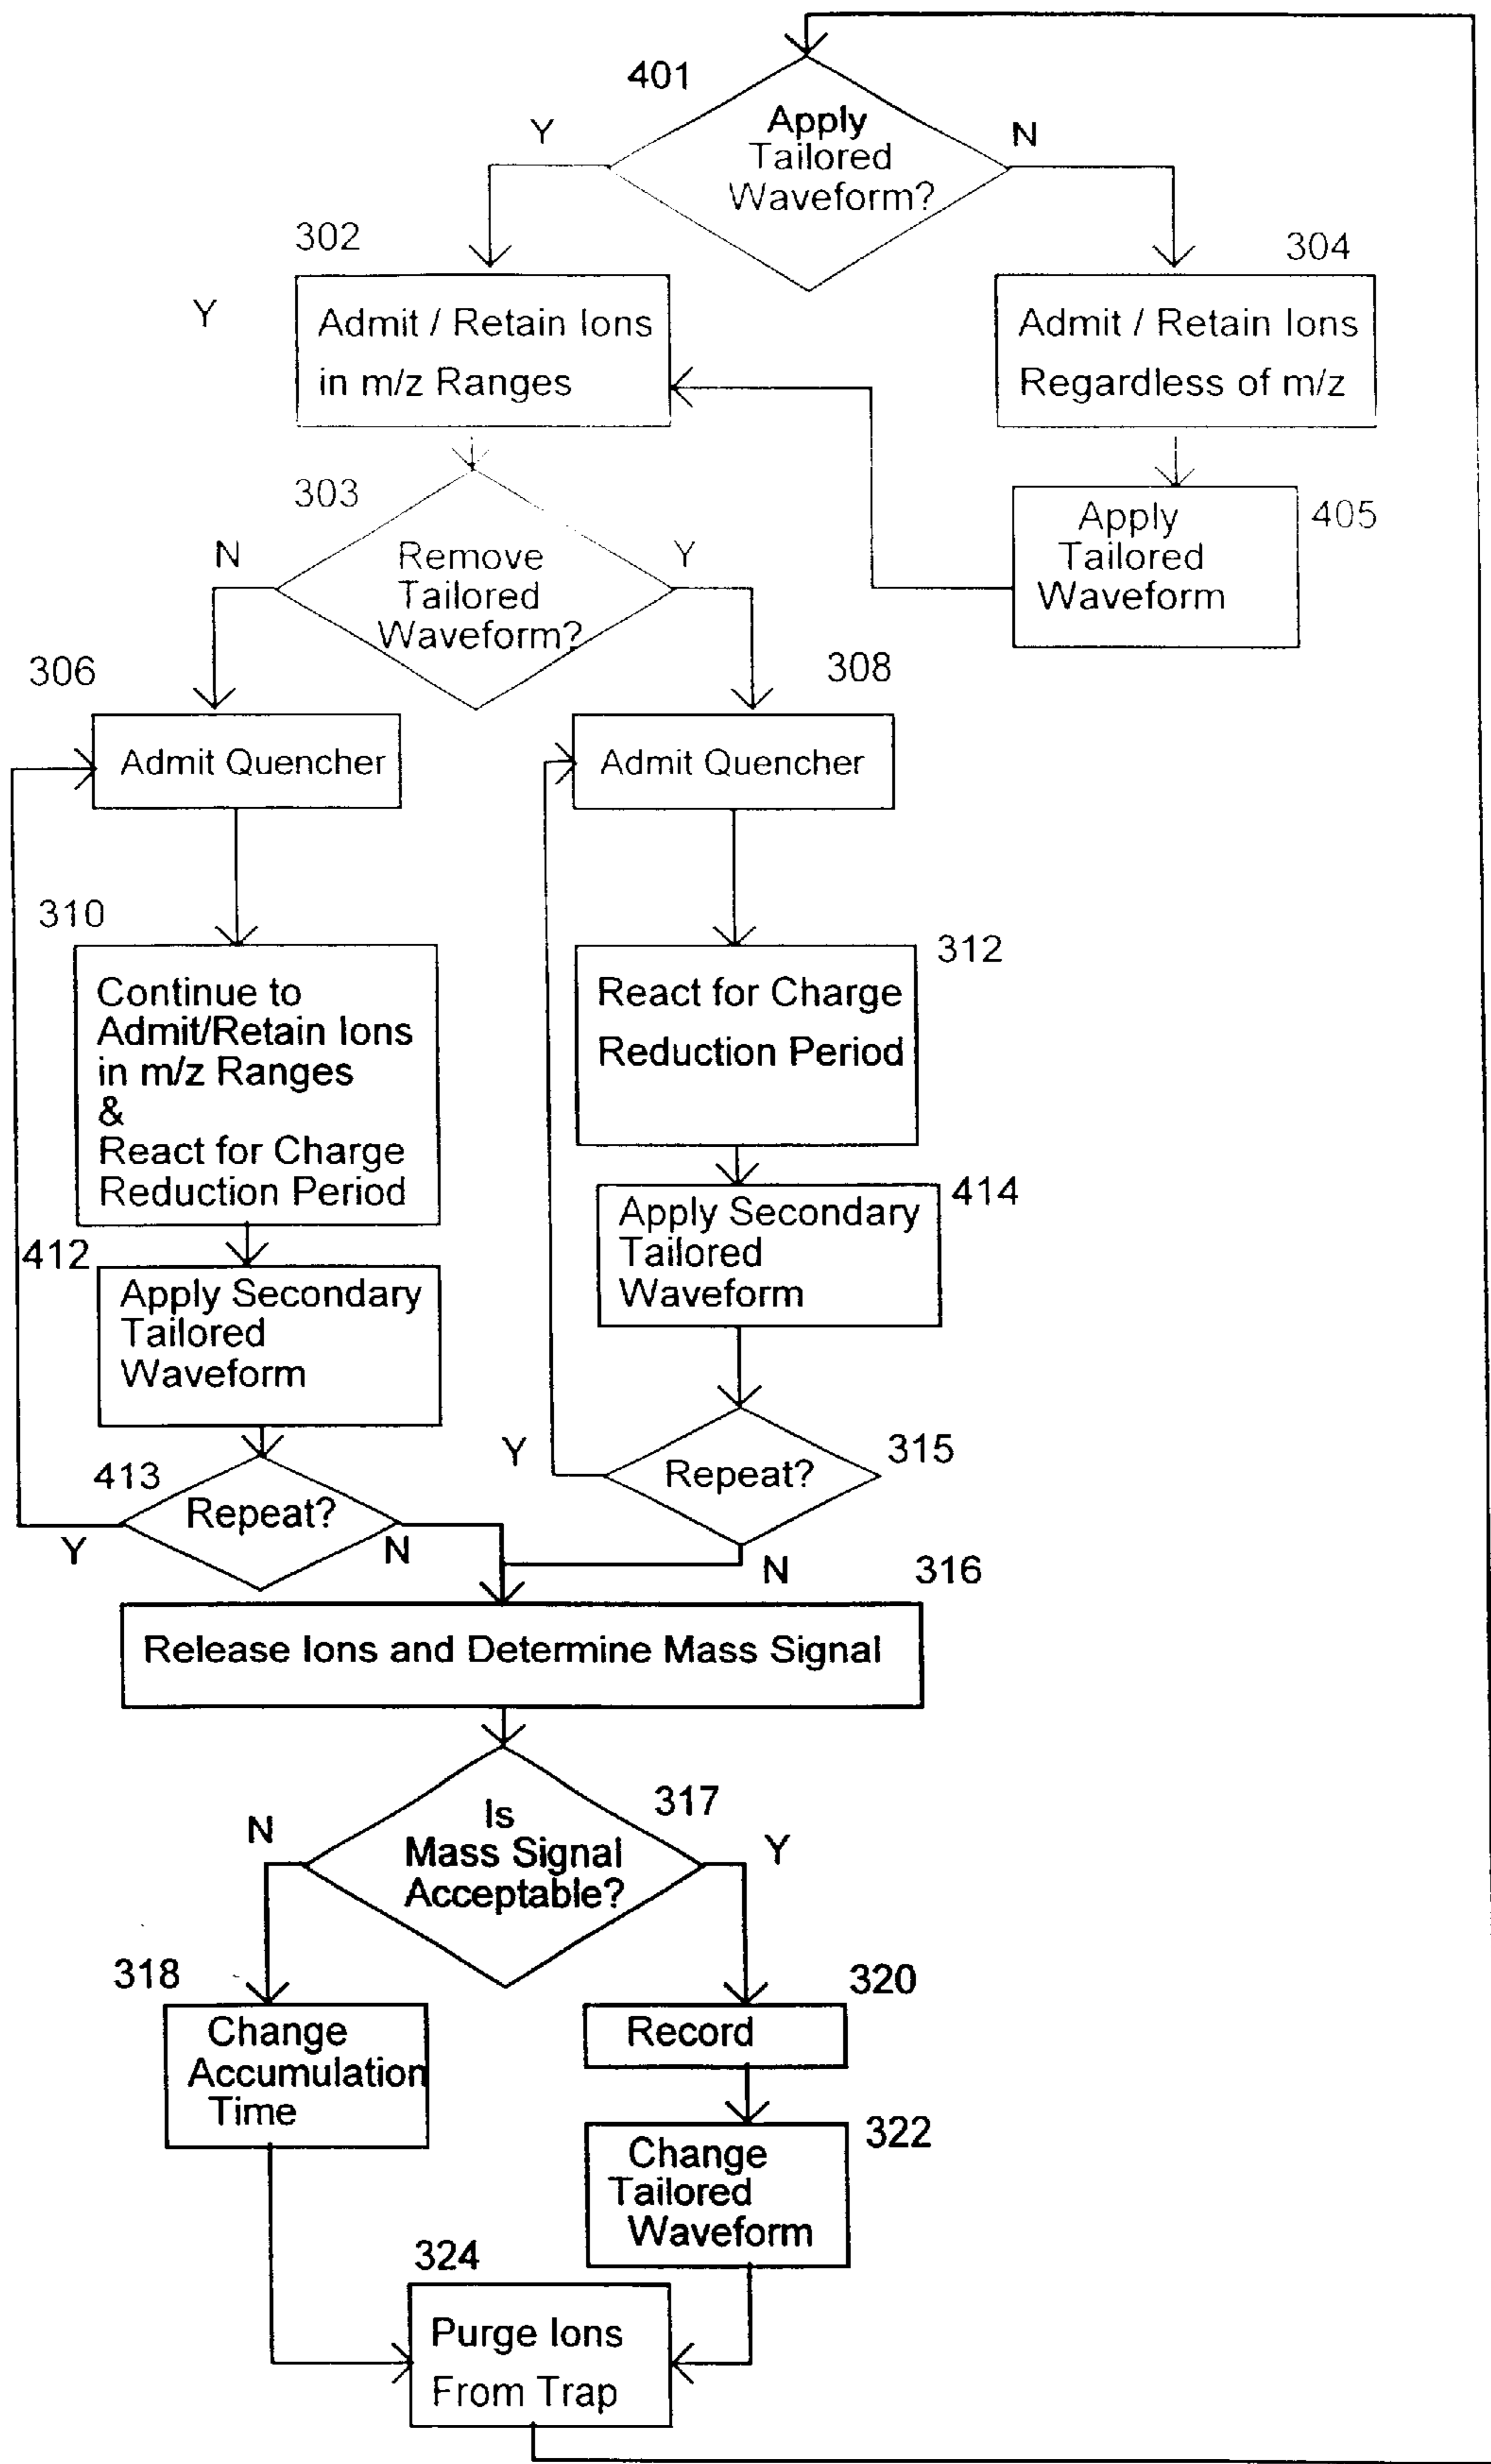 401
Apply
Tailored
Waveform?
Y
N
302
304
Y
Admit / Retain Ions
in m/z Ranges
Admit / Retain Ions
Regardless of m/z
303
405
Apply
Tailored
Waveform
N
Remove
Tailored
Waveform?
Y
306
308
Admit Quencher
Admit Quencher
310
312
Continue to
Admit/Retain Ions
in m/z Ranges
&
React for Charge
Reduction Period
React for Charge
Reduction Period
414
Apply Secondary
Tailored
Waveform
412
Apply Secondary
Tailored
Waveform
413
Repeat?
Y
N
Y
Repeat?
315
N
316
Release Ions and Determine Mass Signal
317
N
Is
Mass Signal
Acceptable?
Y
318
320
Change
Accumulation
Time
Record
322
Change
Tailored
Waveform
324
Purge Ions
From Trap